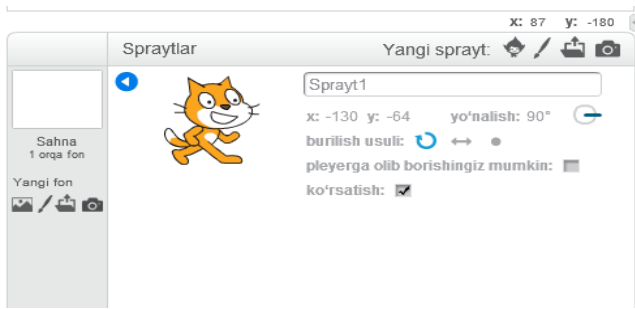 x: 87 y: -180
Spraytlar Yangi sprayt:
Sprayt1
x: -130 y: -64 yo'nalish: 90°
burilish usuli:
pleyerga olib borishingiz mumkin:
ko'rsatish:
Sahna
1 orqa fon
Yangi fon